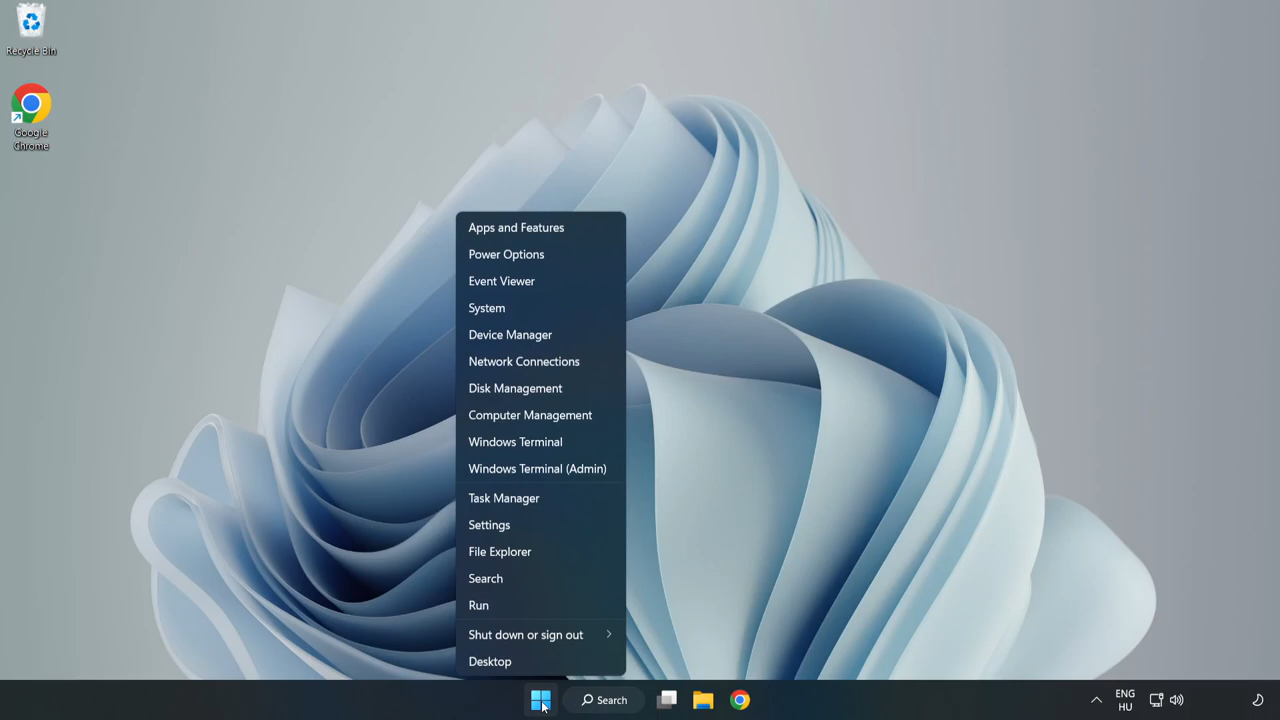 Recycle Bin
Google
Chrome
Apps and Features
Power Options
Event Viewer
System
Device Manager
Network Connections
Disk Management
Computer Management
Windows Terminal
Windows Terminal (Admin)
Task Manager
Settings
File Explorer
Search
Run
Shut down or sign out
Desktop
Search
ENG
HU